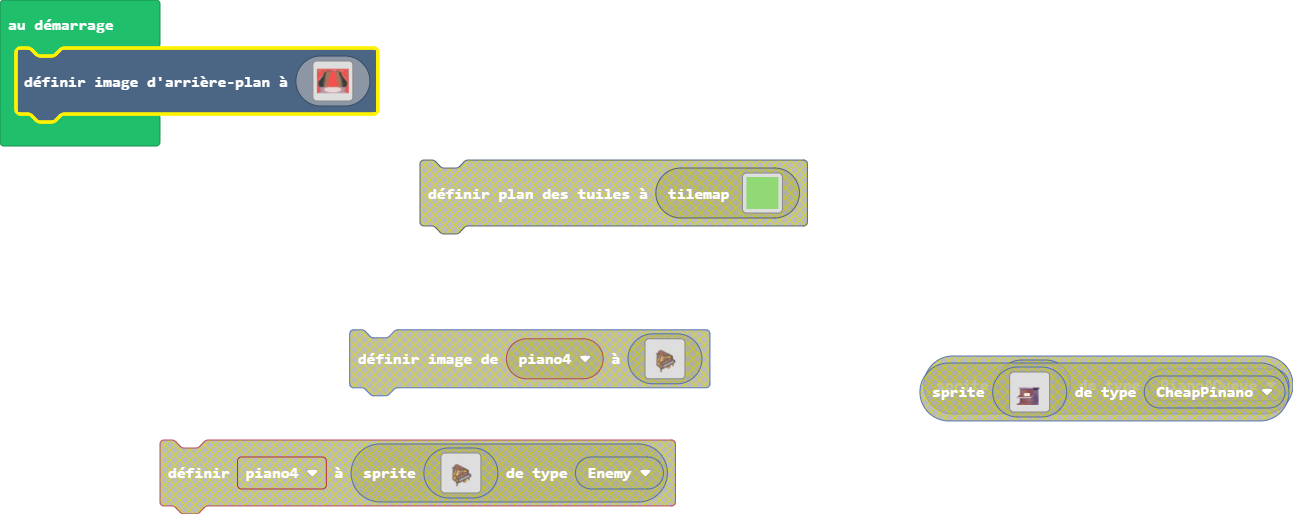 au démarrage
définir image d'arrière-plan à
définir plan des tuiles à tilemap
définir image de piano4 à
sprite de type CheapPinano
définir piano4 à sprite de type Enemy